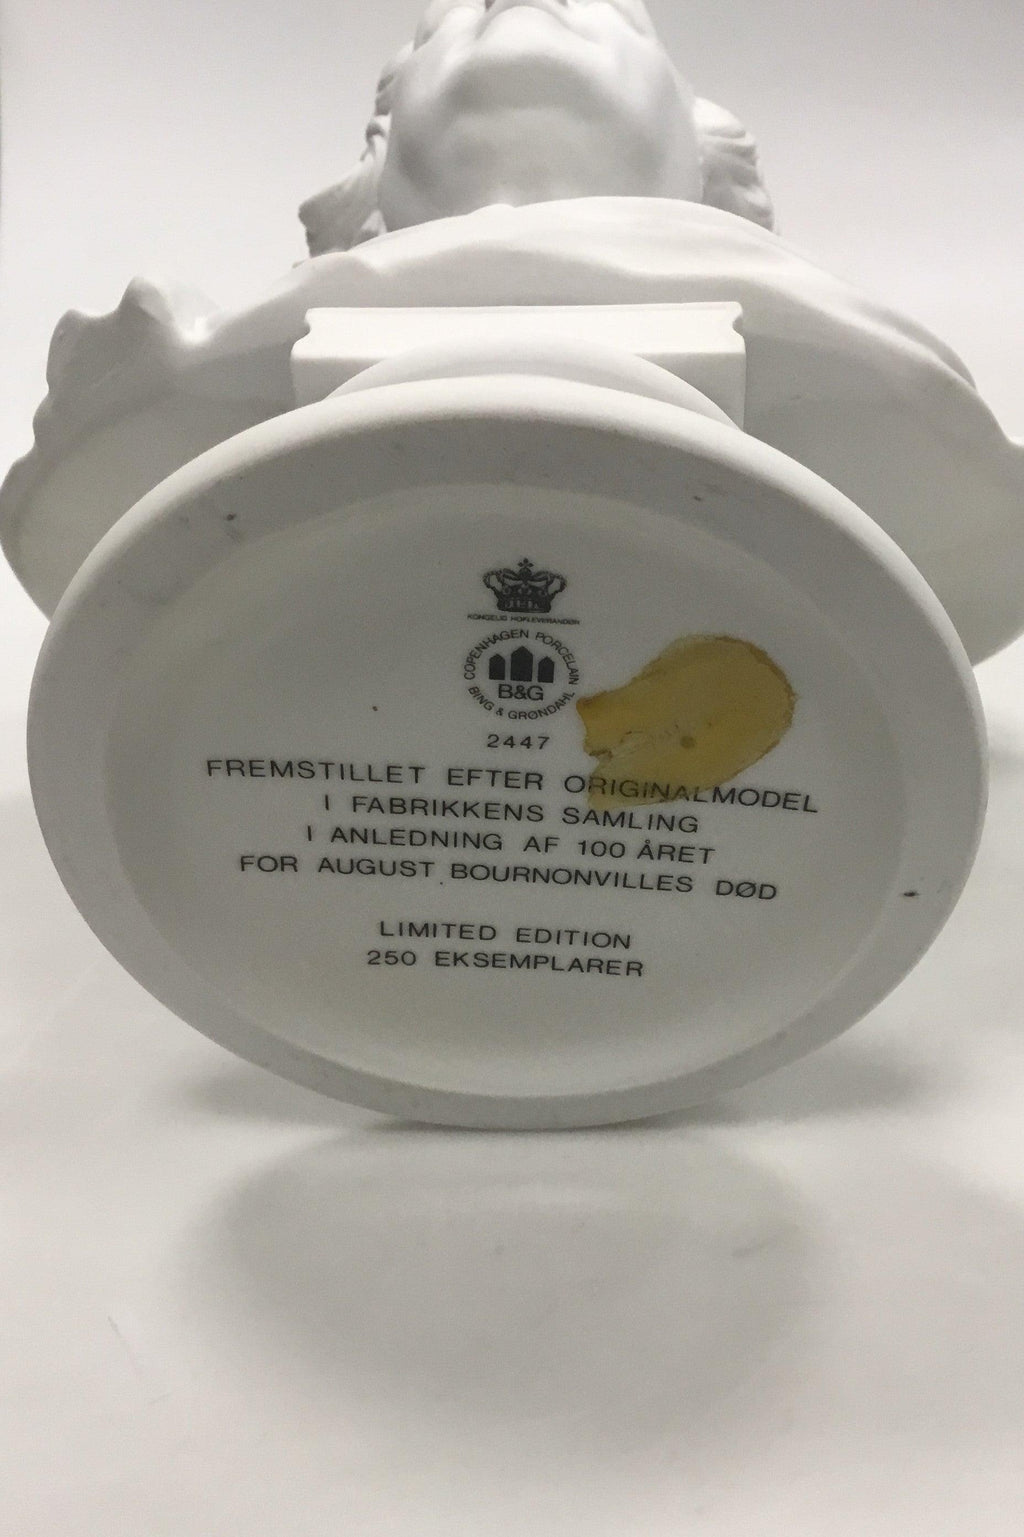 KONGELIG HOFLEVERANDØR
COPENHAGEN PORCELAIN
B&G
BING & GRØNDAHL
2447
FREMSTILLET EFTER ORIGINALMODEL
I FABRIKKENS SAMLING
I ANLEDNING AF 100 ÅRET
FOR AUGUST BOURNONVILLES DØD
LIMITED EDITION
250 EKSEMPLARER